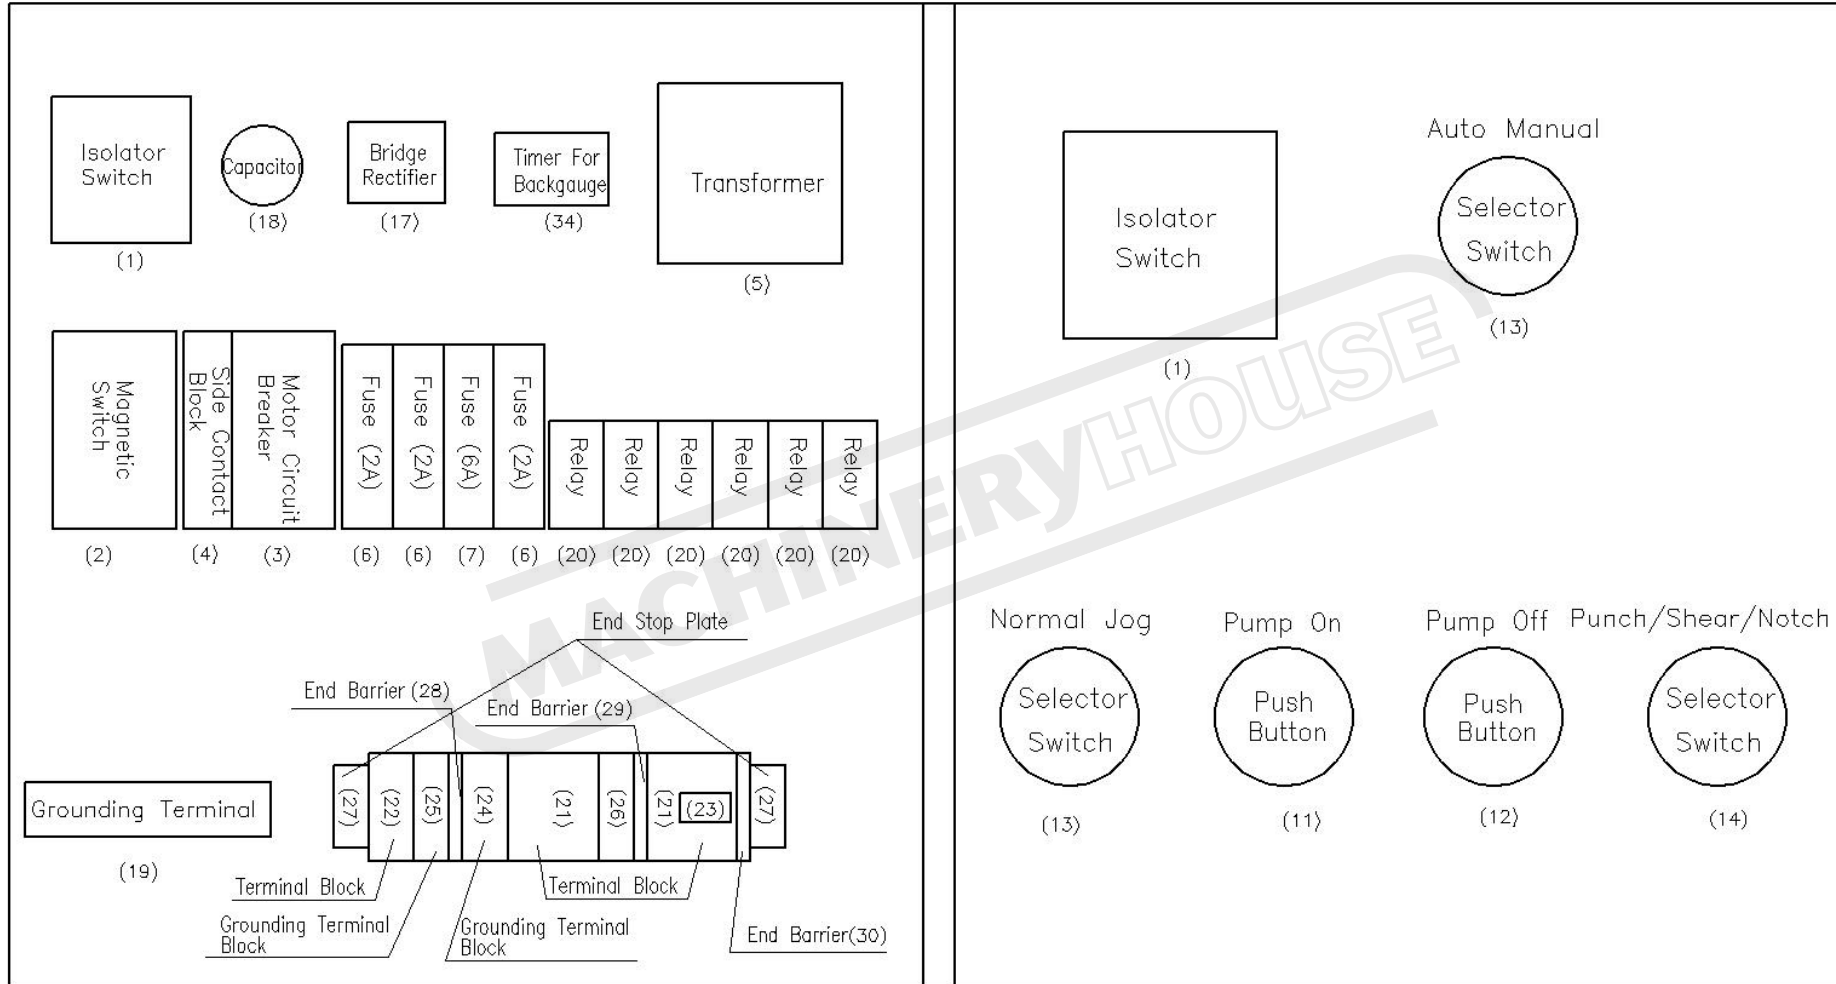 Isolator
Switch
(1)
Capacitor
(18)
Bridge
Rectifier
(17)
Timer For
Backgauge
(34)
Transformer
(5)
Magnetic
Switch
(2)
Side Contact
Block
(4)
Motor Circuit
Breaker
(3)
Fuse (2A)
(6)
Fuse (2A)
(6)
Fuse (6A)
(7)
Fuse (2A)
(6)
Relay
(20)
Relay
(20)
Relay
(20)
Relay
(20)
Relay
(20)
Relay
(20)
End Stop Plate
End Barrier (28)
End Barrier (29)
Grounding Terminal
(19)
(27)
(22)
(25)
(24)
(21)
(26)
(21)
(23)
(27)
Terminal Block
Terminal Block
Grounding Terminal
Block
Grounding Terminal
Block
End Barrier(30)
Isolator
Switch
(1)
Auto Manual
Selector
Switch
(13)
Normal Jog
Selector
Switch
(13)
Pump On
Push
Button
(11)
Pump Off
Push
Button
(12)
Punch/Shear/Notch
Selector
Switch
(14)
MACHINERYHOUSE